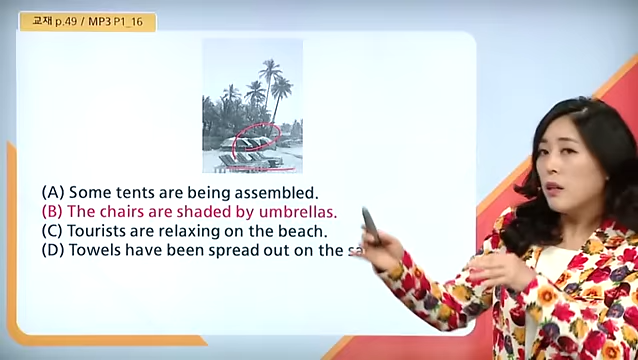 교재 p.49 / MP3 P1_16
(A) Some tents are being assembled.
(B) The chairs are shaded by umbrellas.
(C) Tourists are relaxing on the beach.
(D) Towels have been spread out on the